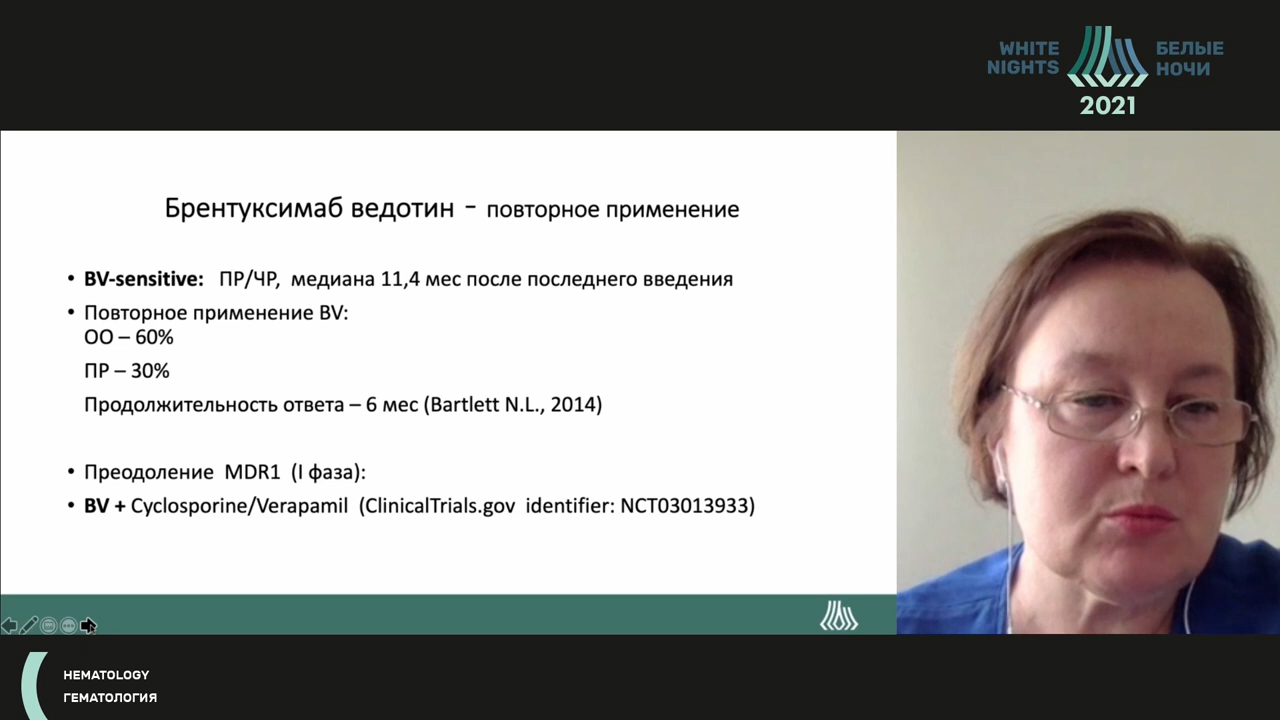 WHITE
NIGHTS
БЕЛЫЕ
НОЧИ
2021
Брентуксимаб ведотин - повторное применение
• BV-sensitive: ПР/ЧР, медиана 11,4 мес после последнего введения
• Повторное применение BV:
ОО – 60%
ПР – 30%
Продолжительность ответа – 6 мес (Bartlett N.L., 2014)
• Преодоление MDR1 (I фаза):
• BV + Cyclosporine/Verapamil (ClinicalTrials.gov identifier: NCT03013933)
HEMATOLOGY
ГЕМАТОЛОГИЯ